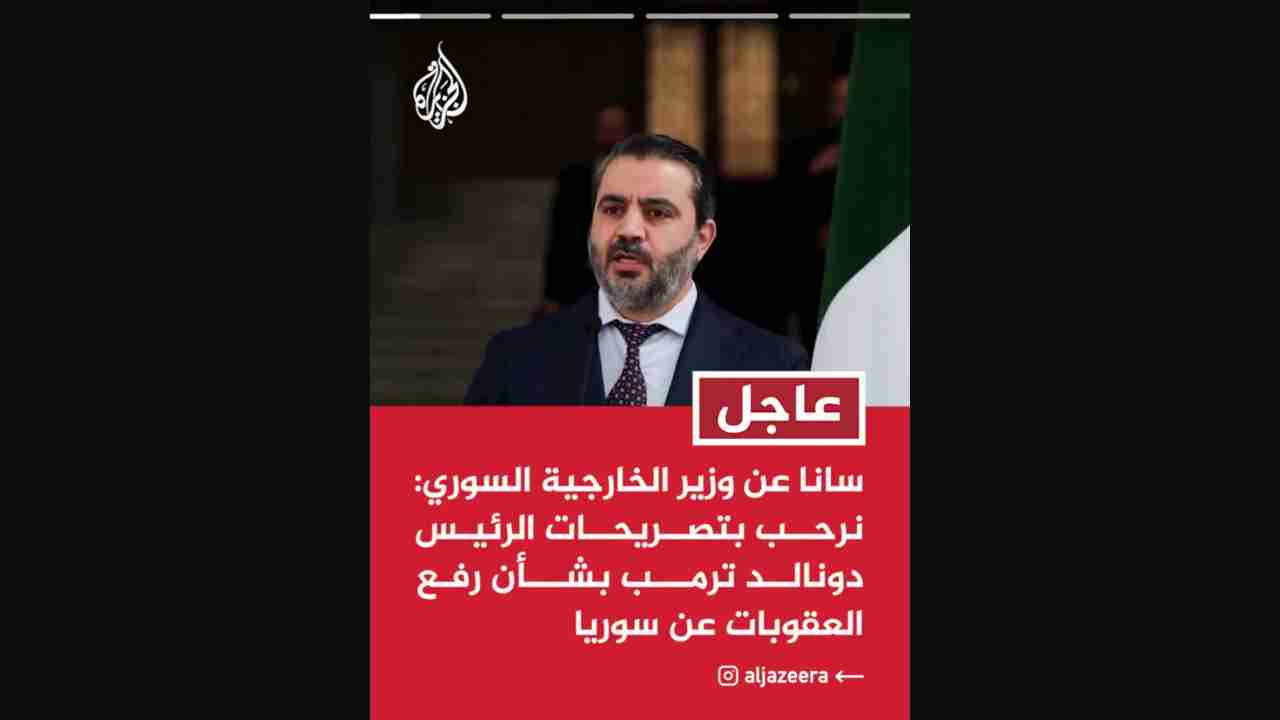 الجزيرة
عاجل
سانا عن وزير الخارجية السوري:
نرحب بتصريحات الرئيس
دونالد ترمب بشأن رفع
العقوبات عن سوريا
aljazeera